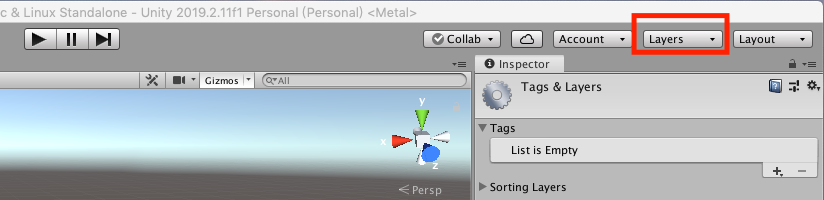 c & Linux Standalone - Unity 2019.2.11f1 Personal (Personal) <Metal>
Collab Account Layers Layout
Inspector
Gizmos All
Tags & Layers
y
Tags
x
List is Empty
z
Persp
Sorting Layers